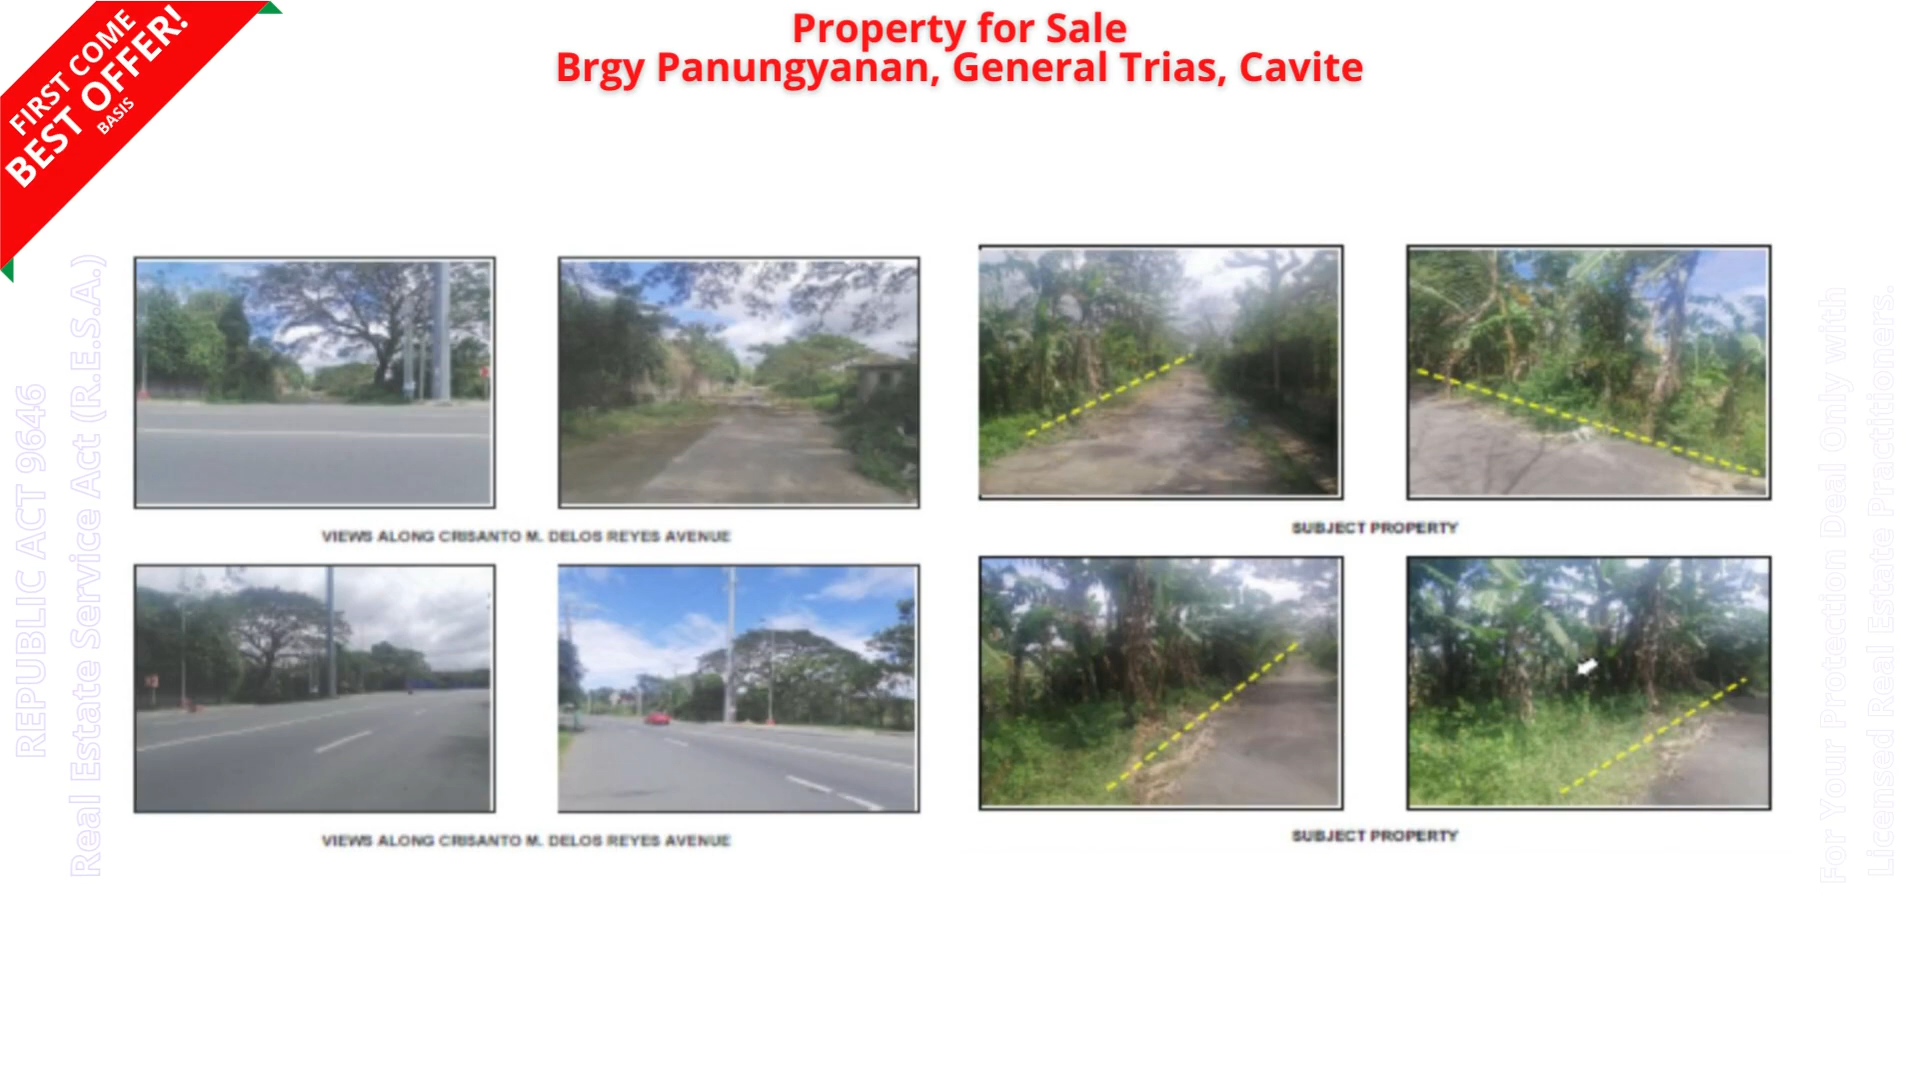 FIRST COME
BEST OFFER!
BASIS
Property for Sale
Brgy Panungyanan, General Trias, Cavite
REPUBLIC ACT 9646
Real Estate Service Act (R.E.S.A.)
VIEWS ALONG CRISANTO M. DELOS REYES AVENUE
SUBJECT PROPERTY
VIEWS ALONG CRISANTO M. DELOS REYES AVENUE
SUBJECT PROPERTY
For Your Protection Deal Only with
Licensed Real Estate Practitioners.